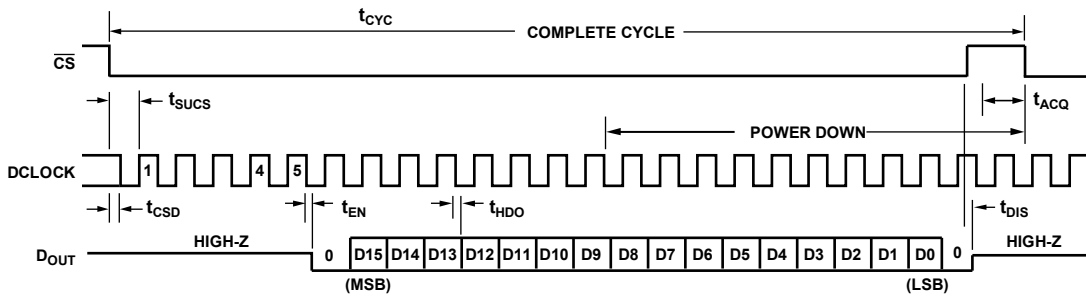 tCYC
COMPLETE CYCLE
CS
tSUCS
tACQ
POWER DOWN
DCLOCK
1 4 5
tCSD
tEN
tHDO
tDIS
DOUT
HIGH-Z
0 D15 D14 D13 D12 D11 D10 D9 D8 D7 D6 D5 D4 D3 D2 D1 D0 0
HIGH-Z
(MSB)
(LSB)